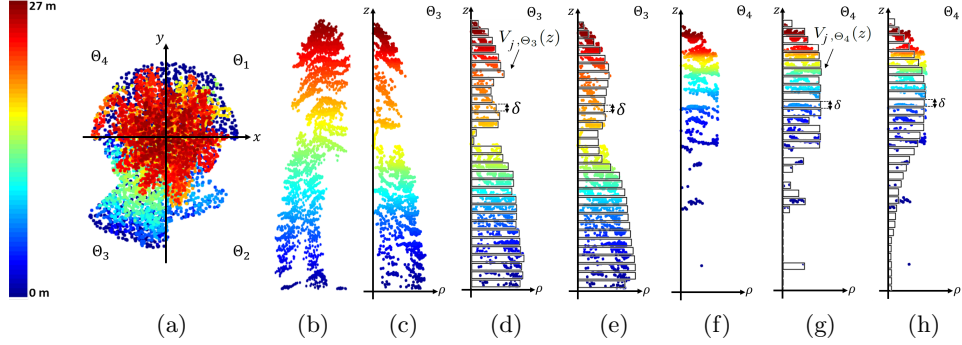 27 m
0 m
y
x
Θ₄
Θ₁
Θ₃
Θ₂
(a)
(b)
z
Θ₃
ρ
(c)
z
Θ₃
V_{j,Θ₃}(z)
δ
ρ
(d)
z
Θ₃
δ
ρ
(e)
z
Θ₄
ρ
(f)
z
Θ₄
V_{j,Θ₄}(z)
δ
ρ
(g)
z
Θ₄
δ
ρ
(h)